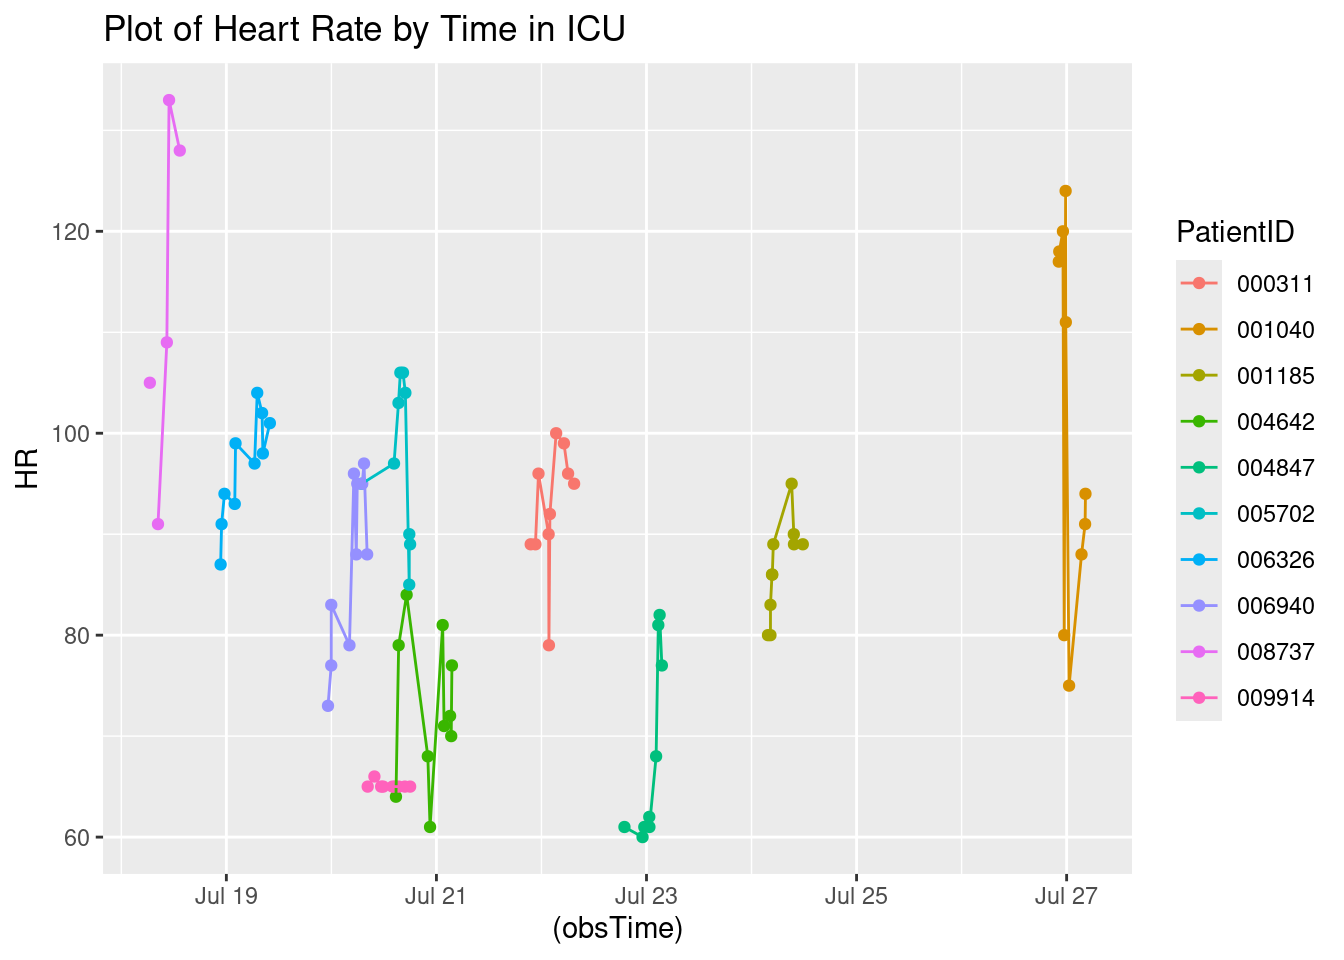 Plot of Heart Rate by Time in ICU
HR
120
100
80
60
Jul 19
Jul 21
Jul 23
Jul 25
Jul 27
(obsTime)
PatientID
000311
001040
001185
004642
004847
005702
006326
006940
008737
009914